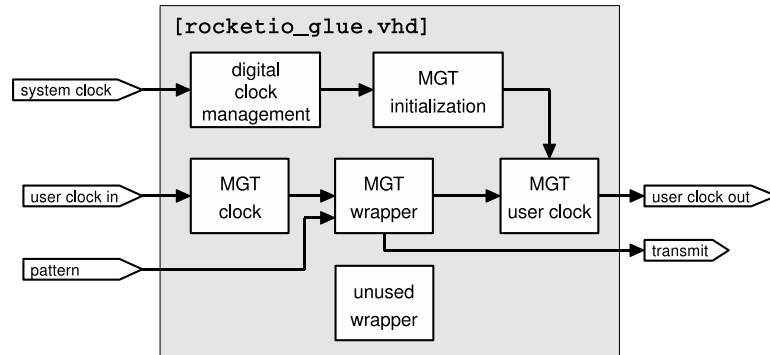 [rocketio_glue.vhd]
system clock
digital
clock
management
MGT
initialization
user clock in
MGT
clock
MGT
wrapper
MGT
user clock
user clock out
transmit
pattern
unused
wrapper